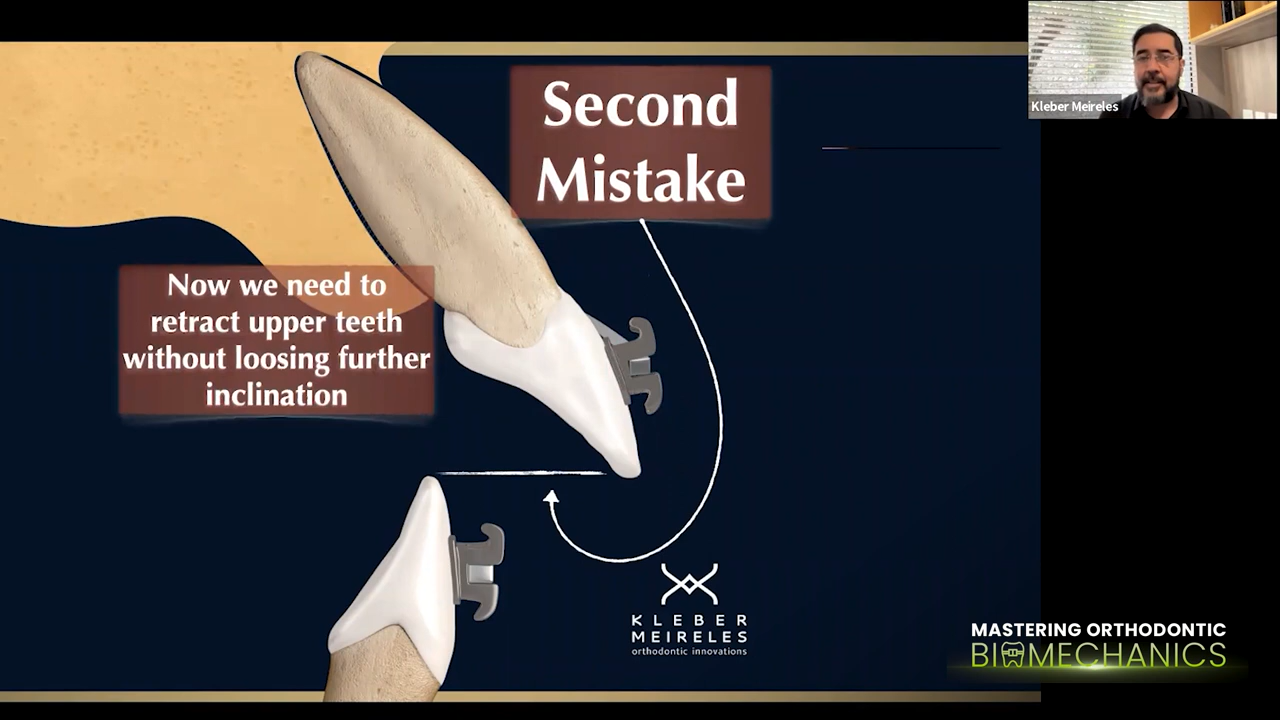 Second
Mistake
Kleber Meireles
Now we need to
retract upper teeth
without loosing further
inclination
KLEBER
MEIRELES
orthodontic innovations
MASTERING ORTHODONTIC
BIOMECHANICS